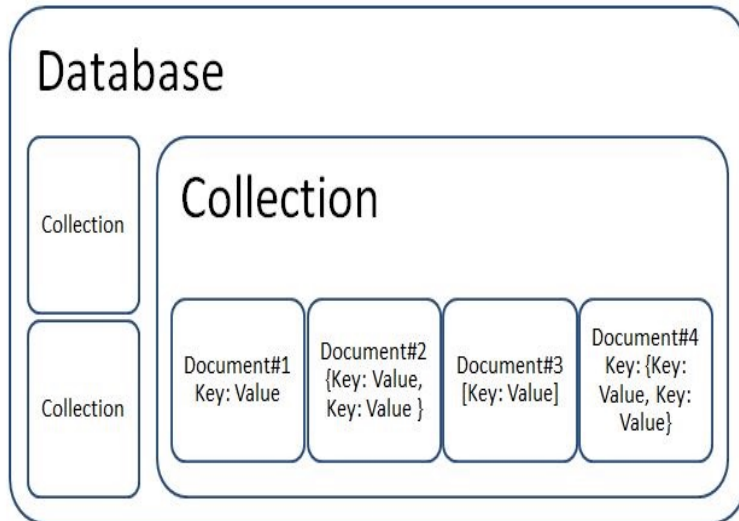 Database
Collection
Collection
Collection
Document#1
Key: Value
Document#2
{Key: Value,
Key: Value }
Document#3
[Key: Value]
Document#4
Key: {Key:
Value, Key:
Value}